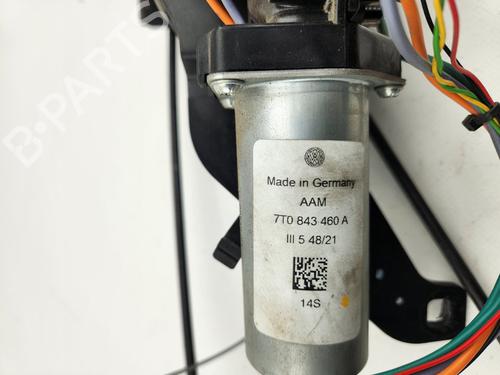 B-PARTS
Made in Germany
AAM
7T0 843 460 A
III 5 48/21
14S